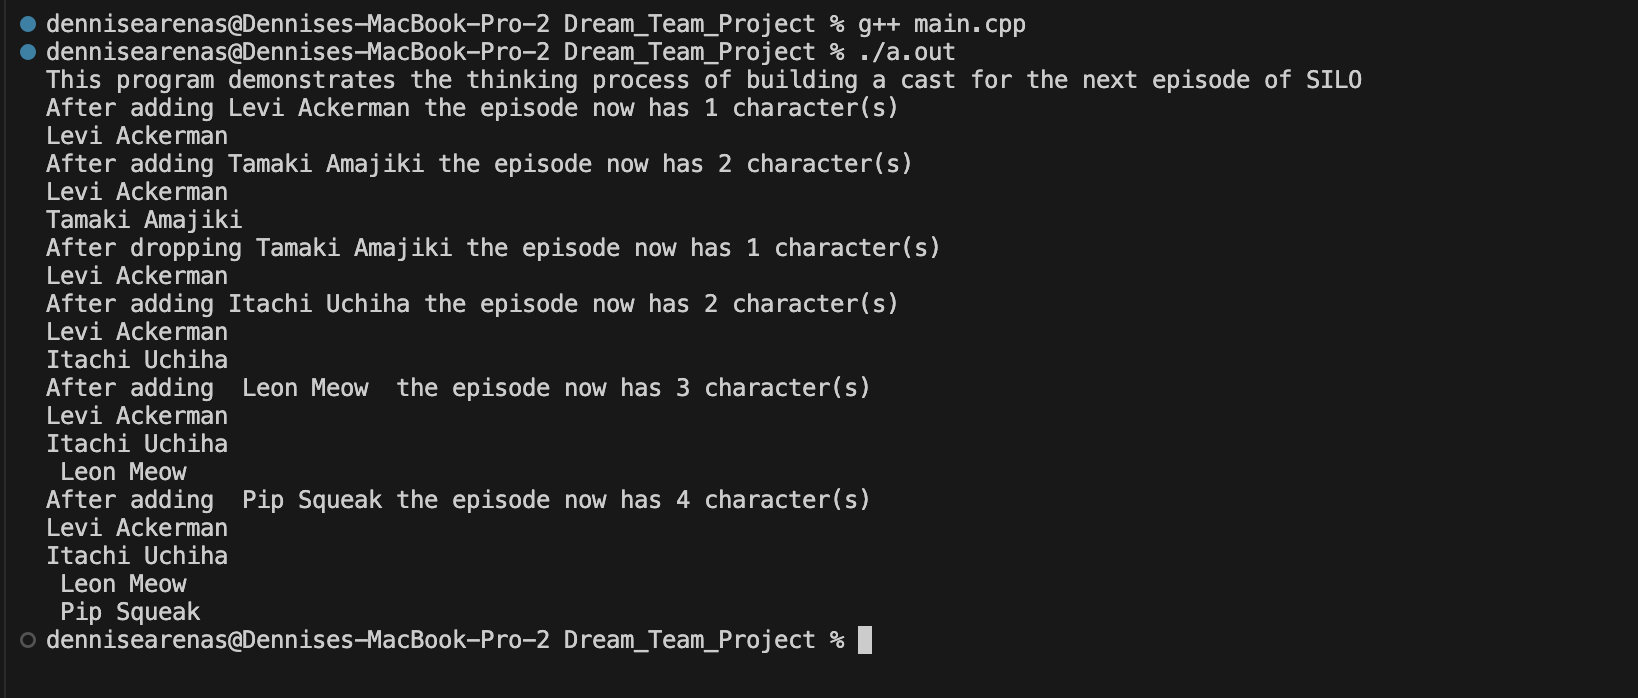 dennisearenas@Dennises-MacBook-Pro-2 Dream_Team_Project % g++ main.cpp
dennisearenas@Dennises-MacBook-Pro-2 Dream_Team_Project % ./a.out
This program demonstrates the thinking process of building a cast for the next episode of SILO
After adding Levi Ackerman the episode now has 1 character(s)
Levi Ackerman
After adding Tamaki Amajiki the episode now has 2 character(s)
Levi Ackerman
Tamaki Amajiki
After dropping Tamaki Amajiki the episode now has 1 character(s)
Levi Ackerman
After adding Itachi Uchiha the episode now has 2 character(s)
Levi Ackerman
Itachi Uchiha
After adding  Leon Meow  the episode now has 3 character(s)
Levi Ackerman
Itachi Uchiha
 Leon Meow
After adding  Pip Squeak the episode now has 4 character(s)
Levi Ackerman
Itachi Uchiha
 Leon Meow
 Pip Squeak
dennisearenas@Dennises-MacBook-Pro-2 Dream_Team_Project %